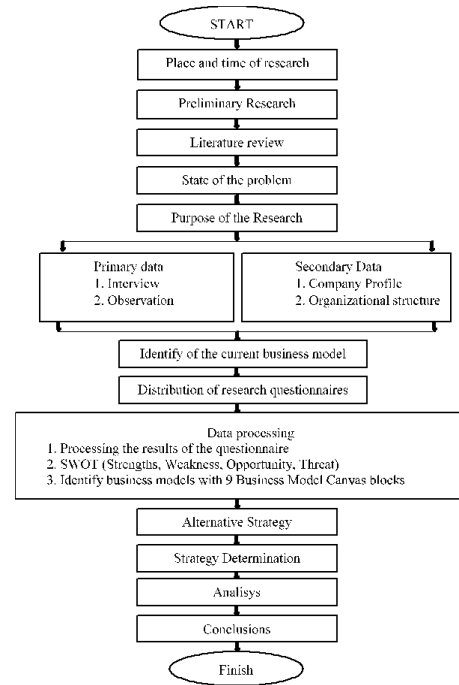 START
Place and time of research
Preliminary Research
Literature review
State of the problem
Purpose of the Research
Primary data
1. Interview
2. Observation
Secondary Data
1. Company Profile
2. Organizational structure
Identify of the current business model
Distribution of research questionnaires
Data processing
1. Processing the results of the questionnaire
2. SWOT (Strengths, Weakness, Opportunity, Threat)
3. Identify business models with 9 Business Model Canvas blocks
Alternative Strategy
Strategy Determination
Analisys
Conclusions
Finish